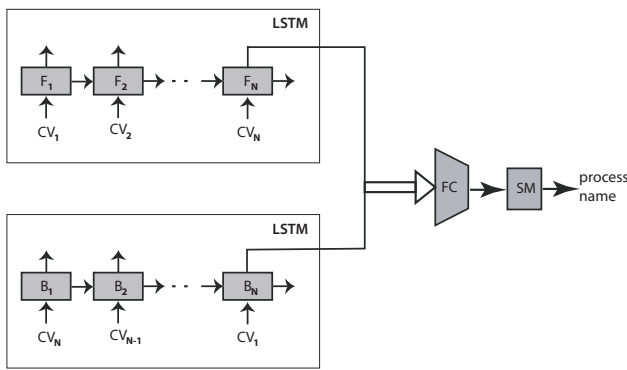 LSTM
F1 F2 FN
CV1 CV2 CVN
FC SM process
name
LSTM
B1 B2 BN
CVN CVN-1 CV1